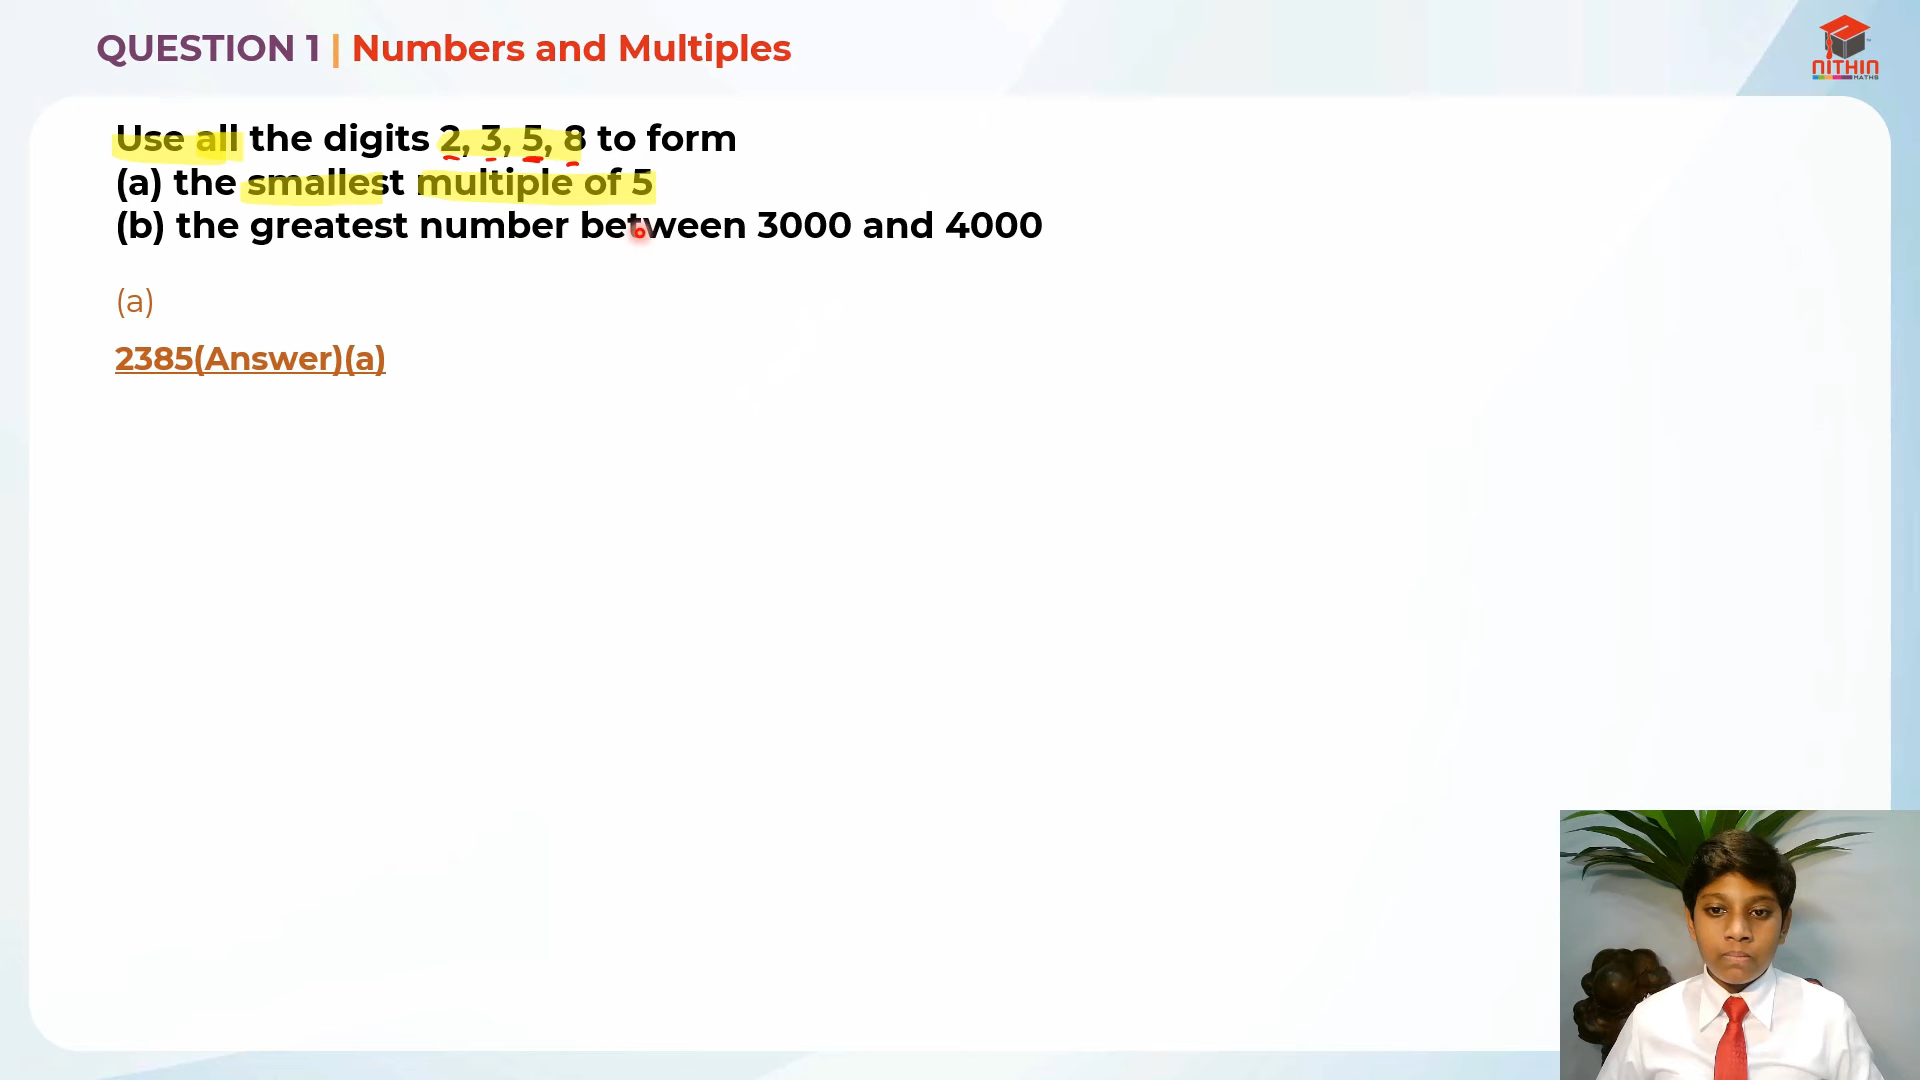 QUESTION 1 | Numbers and Multiples
NITHIN
MATHS
Use all the digits 2, 3, 5, 8 to form
(a) the smallest multiple of 5
(b) the greatest number between 3000 and 4000
(a)
2385(Answer)(a)